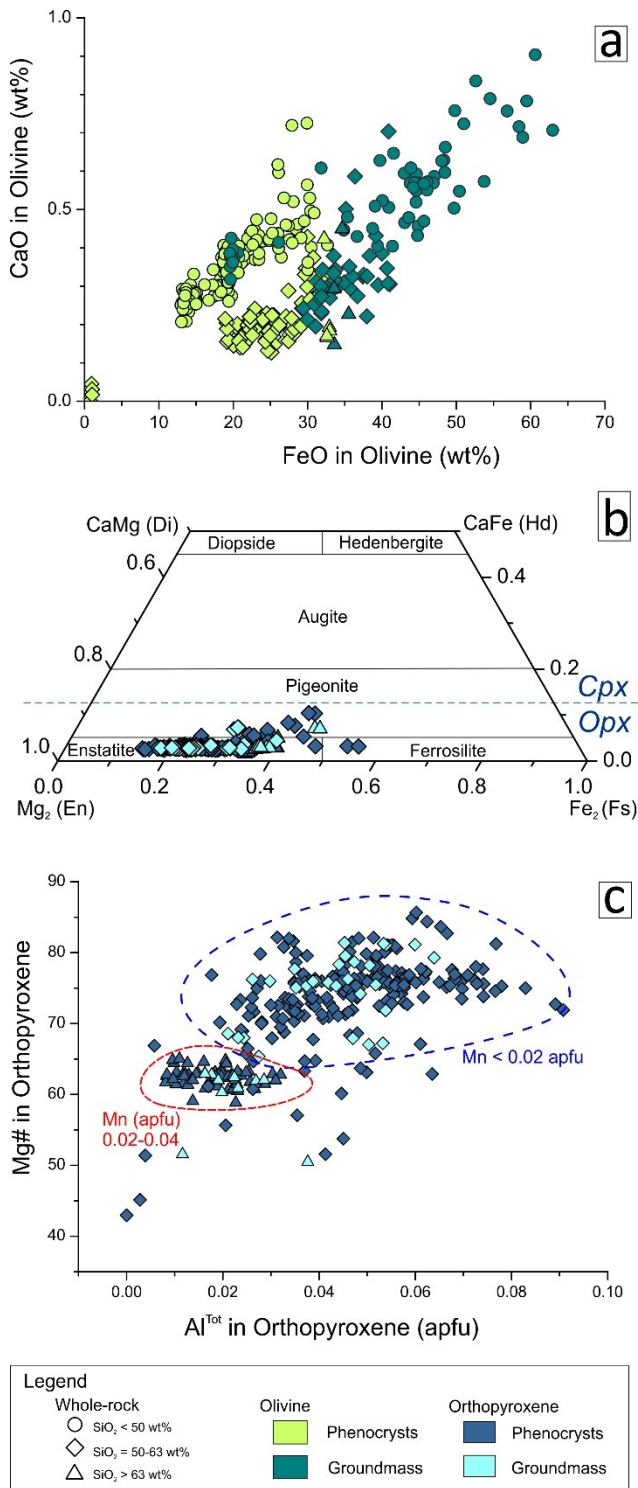 a
1.0
0.5
0.0
CaO in Olivine (wt%)
0 10 20 30 40 50 60 70
FeO in Olivine (wt%)
b
CaMg (Di) CaFe (Hd)
Diopside Hedenbergite
0.6 0.4
Augite
0.8 0.2
Pigeonite Cpx
Opx
1.0 Enstatite Ferrosilite 0.0
0.0 0.2 0.4 0.6 0.8 1.0
Mg₂ (En) Fe₂ (Fs)
c
90
80
70
60
50
40
Mg# in Orthopyroxene
Mn < 0.02 apfu
Mn (apfu)
0.02-0.04
0.00 0.02 0.04 0.06 0.08 0.10
Al^Tot in Orthopyroxene (apfu)
Legend
Whole-rock Olivine Orthopyroxene
SiO₂ < 50 wt% Phenocrysts Phenocrysts
SiO₂ = 50-63 wt%
SiO₂ > 63 wt% Groundmass Groundmass